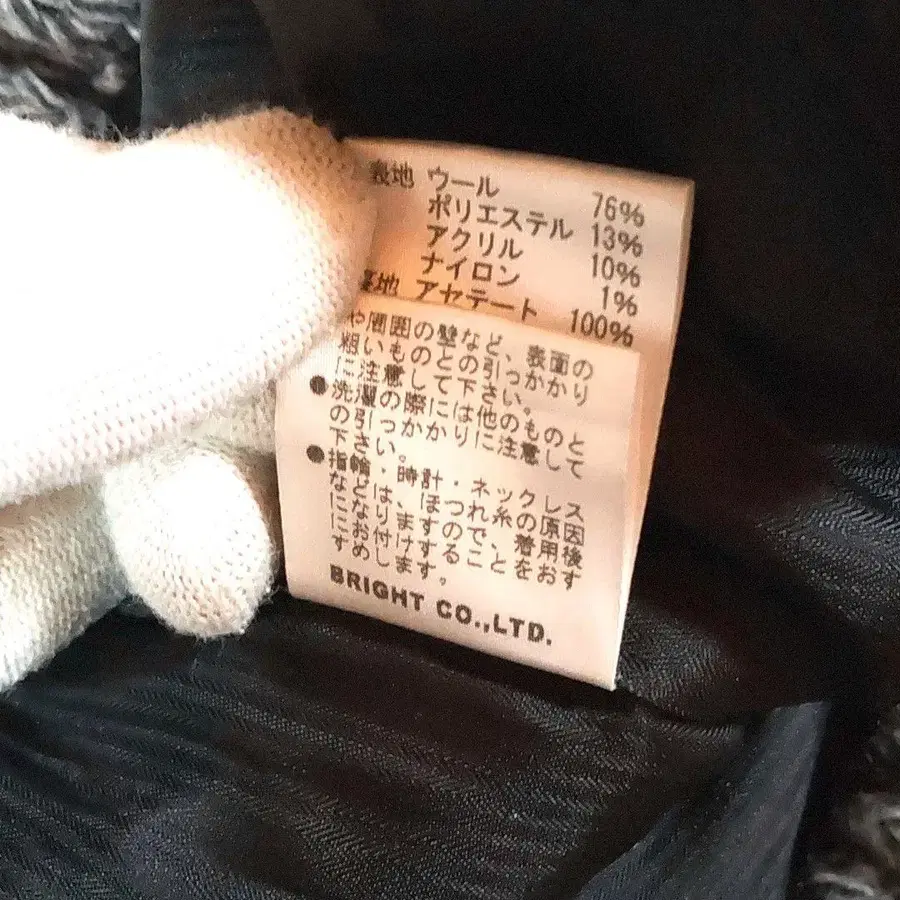 表地 ウール 76%
ポリエステル 13%
アクリル 10%
ナイロン 1%
裏地 アセテート 100%
や周囲の壁など、表面の
粗いものとの引っかかり
に注意して下さい。
●洗濯の際には他のものと
の引っかかりに注意して
下さい。
●指輪・時計・ネックレス
などは、ほつれ糸の原因
になりますので、着用後
にお付けすることをおす
すめします。
BRIGHT CO.,LTD.